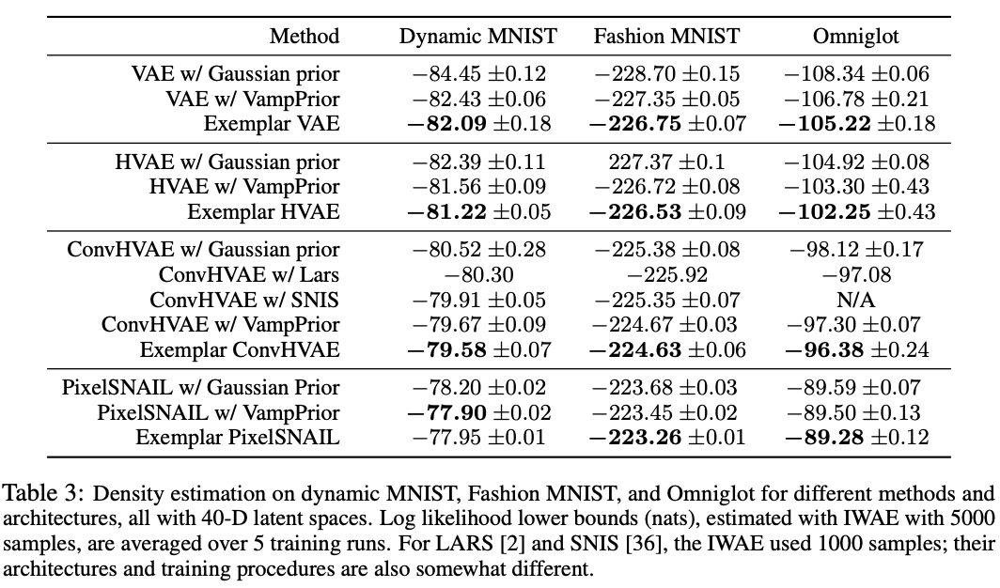 Method Dynamic MNIST Fashion MNIST Omniglot
VAE w/ Gaussian prior −84.45 ±0.12 −228.70 ±0.15 −108.34 ±0.06
VAE w/ VampPrior −82.43 ±0.06 −227.35 ±0.05 −106.78 ±0.21
Exemplar VAE −82.09 ±0.18 −226.75 ±0.07 −105.22 ±0.18
HVAE w/ Gaussian prior −82.39 ±0.11 227.37 ±0.1 −104.92 ±0.08
HVAE w/ VampPrior −81.56 ±0.09 −226.72 ±0.08 −103.30 ±0.43
Exemplar HVAE −81.22 ±0.05 −226.53 ±0.09 −102.25 ±0.43
ConvHVAE w/ Gaussian prior −80.52 ±0.28 −225.38 ±0.08 −98.12 ±0.17
ConvHVAE w/ Lars −80.30 −225.92 −97.08
ConvHVAE w/ SNIS −79.91 ±0.05 −225.35 ±0.07 N/A
ConvHVAE w/ VampPrior −79.67 ±0.09 −224.67 ±0.03 −97.30 ±0.07
Exemplar ConvHVAE −79.58 ±0.07 −224.63 ±0.06 −96.38 ±0.24
PixelSNAIL w/ Gaussian Prior −78.20 ±0.02 −223.68 ±0.03 −89.59 ±0.07
PixelSNAIL w/ VampPrior −77.90 ±0.02 −223.45 ±0.02 −89.50 ±0.13
Exemplar PixelSNAIL −77.95 ±0.01 −223.26 ±0.01 −89.28 ±0.12
Table 3: Density estimation on dynamic MNIST, Fashion MNIST, and Omniglot for different methods and
architectures, all with 40-D latent spaces. Log likelihood lower bounds (nats), estimated with IWAE with 5000
samples, are averaged over 5 training runs. For LARS [2] and SNIS [36], the IWAE used 1000 samples; their
architectures and training procedures are also somewhat different.